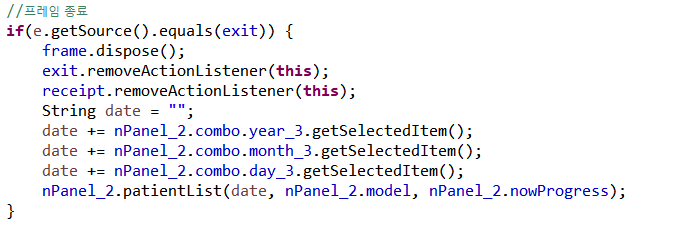 //프레임 종료
if(e.getSource().equals(exit)) {
frame.dispose();
exit.removeActionListener(this);
receipt.removeActionListener(this);
String date = "";
date += nPanel_2.combo.year_3.getSelectedItem();
date += nPanel_2.combo.month_3.getSelectedItem();
date += nPanel_2.combo.day_3.getSelectedItem();
nPanel_2.patientList(date, nPanel_2.model, nPanel_2.nowProgress);
}